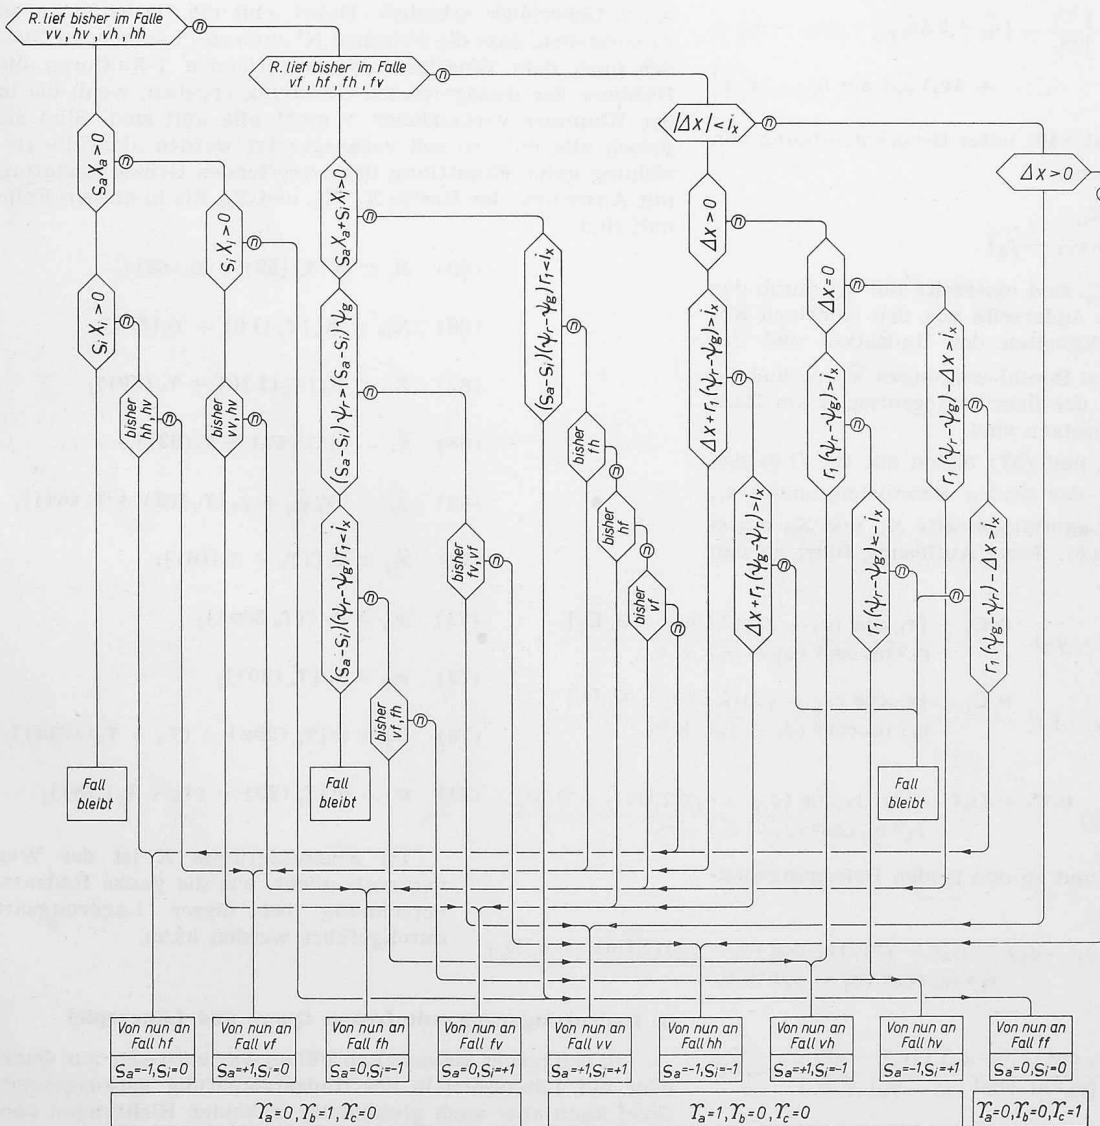 R. lief bisher im Falle
vv, hv, vh, hh
n
R. lief bisher im Falle
vf, hf, fh, fv
n
|Δx| < iₓ
n
Δx > 0
SₐXₐ > 0
n
SᵢXᵢ > 0
n
SᵢXᵢ > 0
n
bisher
hh, hv
n
bisher
vv, hv
n
SₐXₐ + SᵢXᵢ > 0
n
(Sₐ-Sᵢ) ψᵣ > (Sₐ-Sᵢ) ψ_g
n
(Sₐ-Sᵢ)(ψᵣ-ψ_g) r₁ < iₓ
n
bisher
vf, fh
n
bisher
fv, vf
n
(Sₐ-Sᵢ)(ψᵣ-ψ_g) r₁ < iₓ
n
bisher
fh
n
bisher
hf
n
bisher
vf
n
Δx > 0
n
Δx + r₁(ψᵣ-ψ_g) > iₓ
n
Δx + r₁(ψ_g-ψᵣ) > iₓ
n
Δx = 0
n
r₁(ψᵣ-ψ_g) > iₓ
n
r₁(ψᵣ-ψ_g) < -iₓ
n
r₁(ψᵣ-ψ_g) - Δx > iₓ
n
r₁(ψ_g-ψᵣ) - Δx > iₓ
n
Fall
bleibt
Fall
bleibt
Fall
bleibt
Von nun an
Fall hf
Sₐ=-1, Sᵢ=0
Von nun an
Fall vf
Sₐ=+1, Sᵢ=0
Von nun an
Fall fh
Sₐ=0, Sᵢ=-1
Von nun an
Fall fv
Sₐ=0, Sᵢ=+1
Von nun an
Fall vv
Sₐ=+1, Sᵢ=+1
Von nun an
Fall hh
Sₐ=-1, Sᵢ=-1
Von nun an
Fall vh
Sₐ=+1, Sᵢ=-1
Von nun an
Fall hv
Sₐ=-1, Sᵢ=+1
Von nun an
Fall ff
Sₐ=0, Sᵢ=0
ϒₐ=0, ϒ_b=1, ϒ_c=0
ϒₐ=1, ϒ_b=0, ϒ_c=0
ϒₐ=0, ϒ_b=0, ϒ_c=1